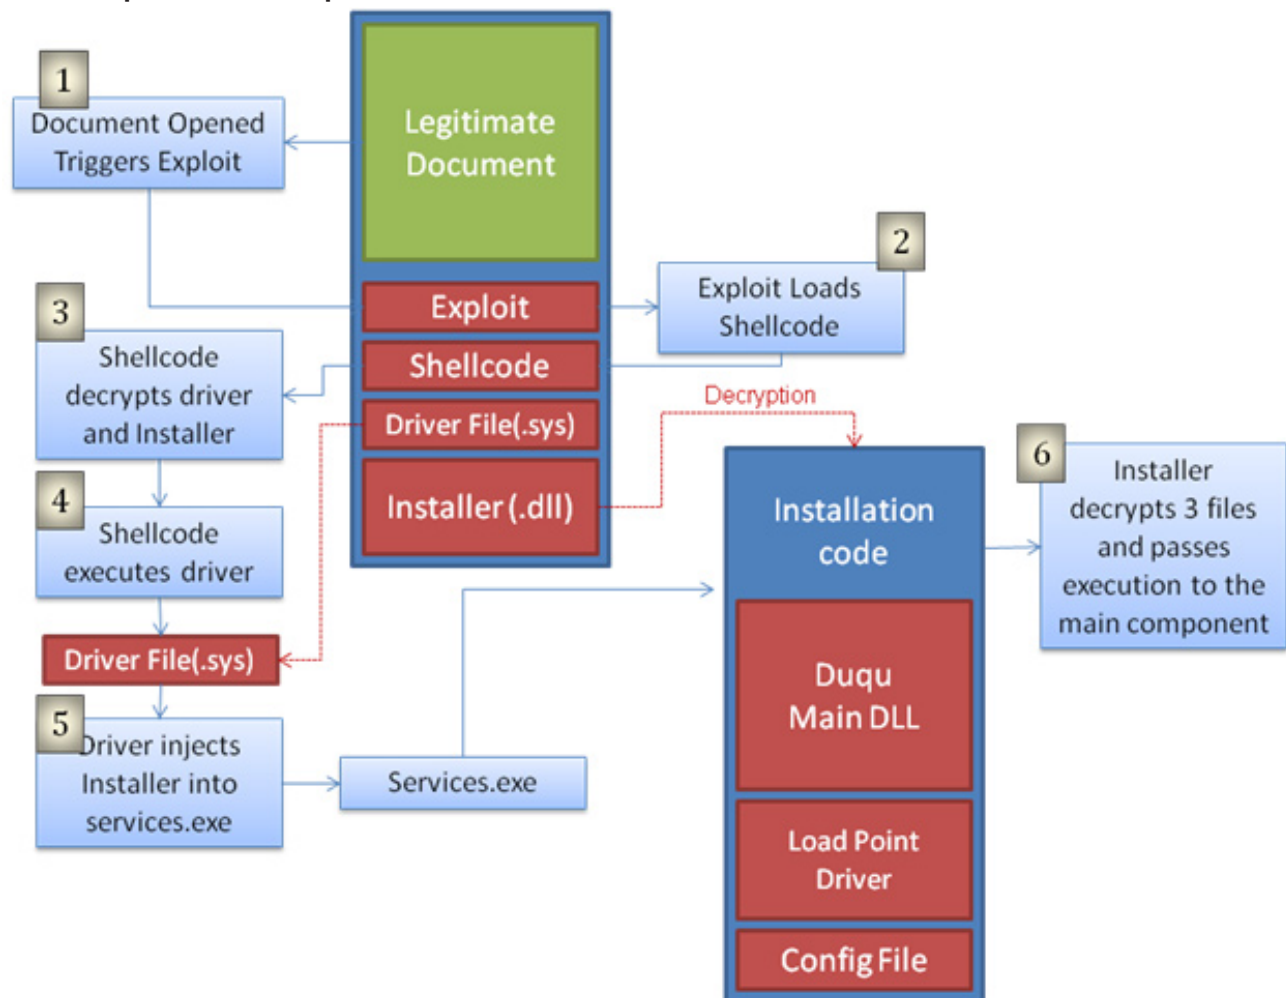 1
Document Opened
Triggers Exploit
Legitimate
Document
2
Exploit Loads
Shellcode
Exploit
Shellcode
Driver File(.sys)
Installer (.dll)
3
Shellcode
decrypts driver
and Installer
4
Shellcode
executes driver
Driver File(.sys)
5
Driver injects
Installer into
services.exe
Services.exe
Decryption
Installation
code
Duqu
Main DLL
Load Point
Driver
Config File
6
Installer
decrypts 3 files
and passes
execution to the
main component